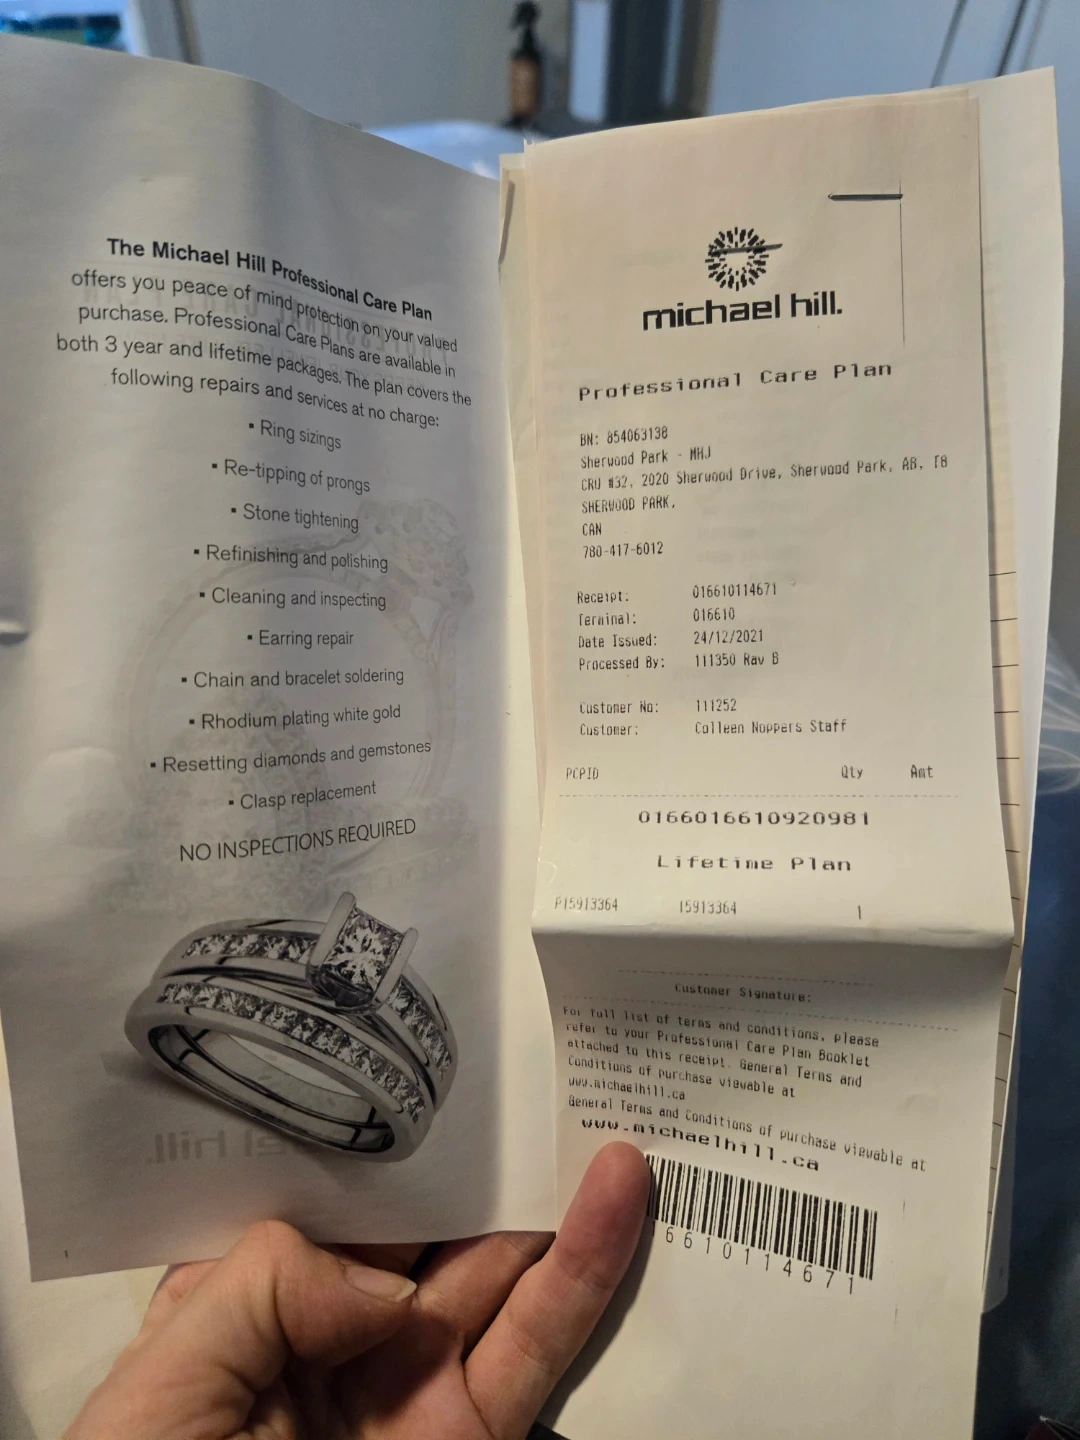 The Michael Hill Professional Care Plan
offers you peace of mind protection on your valued
purchase. Professional Care Plans are available in
both 3 year and lifetime packages. The plan covers the
following repairs and services at no charge:
▪ Ring sizings
▪ Re-tipping of prongs
▪ Stone tightening
▪ Refinishing and polishing
▪ Cleaning and inspecting
▪ Earring repair
▪ Chain and bracelet soldering
▪ Rhodium plating white gold
▪ Resetting diamonds and gemstones
▪ Clasp replacement
NO INSPECTIONS REQUIRED
1
michael hill.
Professional Care Plan
BN: 854063138
Sherwood Park - MHJ
CRU #32, 2020 Sherwood Drive, Sherwood Park, AB, T8
SHERWOOD PARK,
CAN
780-417-6012
Receipt: 016610114671
Terminal: 016610
Date Issued: 24/12/2021
Processed By: 111350 Rav B
Customer No: 111252
Customer: Colleen Noppers Staff
PCPID Qty Amt
0166016610920981
Lifetime Plan
P15913364 15913364 1
Customer Signature:
For full list of terms and conditions, please
refer to your Professional Care Plan Booklet
attached to this receipt. General Terms and
Conditions of purchase viewable at
www.michaelhill.ca
General Terms and Conditions of purchase viewable at
www.michaelhill.ca
16610114671